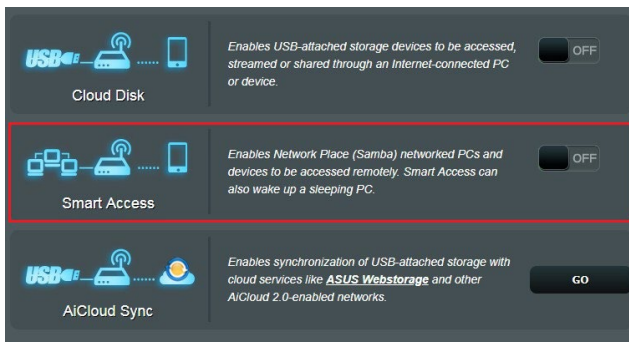 USB
Enables USB-attached storage devices to be accessed,
streamed or shared through an Internet-connected PC
or device.
OFF
Cloud Disk
Enables Network Place (Samba) networked PCs and
devices to be accessed remotely. Smart Access can
also wake up a sleeping PC.
OFF
Smart Access
USB
Enables synchronization of USB-attached storage with
cloud services like ASUS Webstorage and other
AiCloud 2.0-enabled networks.
GO
AiCloud Sync